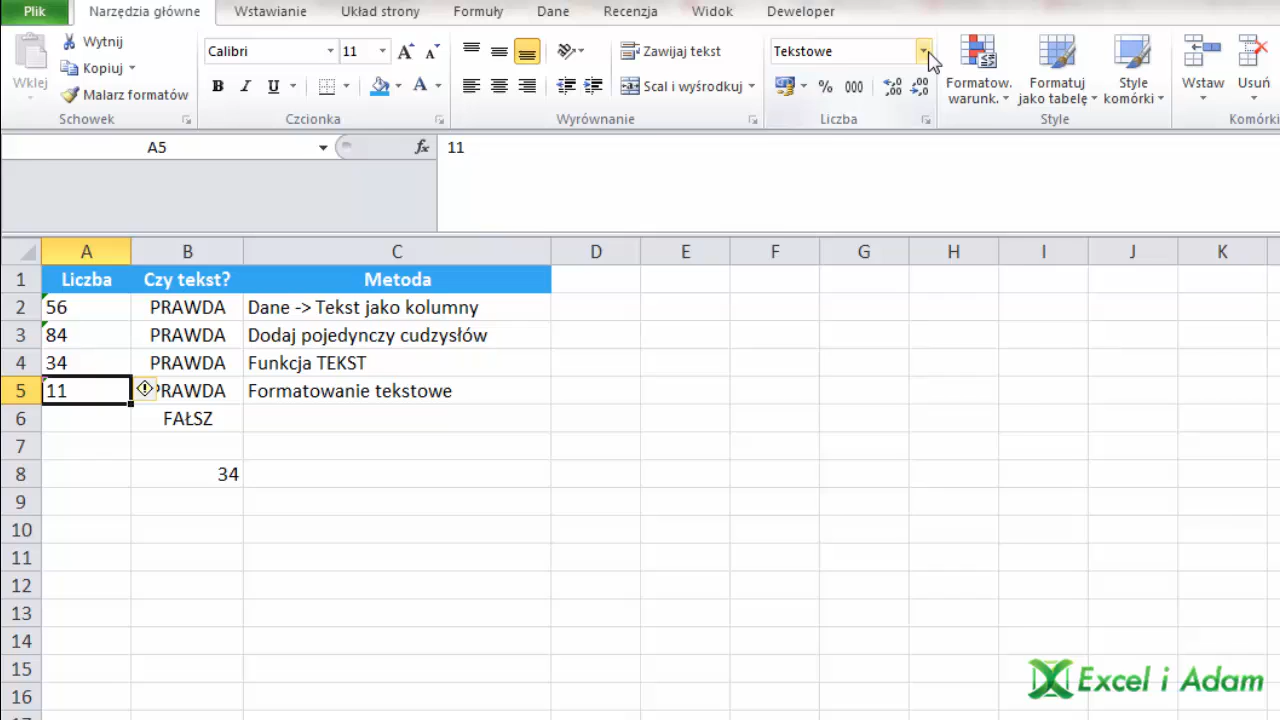 Plik Narzędzia główne Wstawianie Układ strony Formuły Dane Recenzja Widok Deweloper
Wklej
Wytnij
Kopiuj
Malarz formatów
Schowek
Calibri 11 A A
B I U A
Czcionka
Zawijaj tekst
Scal i wyśrodkuj
Wyrównanie
Tekstowe
% 000 ,0 ,00 ,00 ,0
Liczba
Formatow. warunk.
Formatuj jako tabelę
Style komórki
Style
Wstaw
Usuń
Komórki
A5 fx 11
A B C D E F G H I J K
1 Liczba Czy tekst? Metoda
2 56 PRAWDA Dane -> Tekst jako kolumny
3 84 PRAWDA Dodaj pojedynczy cudzysłów
4 34 PRAWDA Funkcja TEKST
5 11 PRAWDA Formatowanie tekstowe
6 FAŁSZ
7
8 34
9
10
11
12
13
14
15
16
Excel i Adam